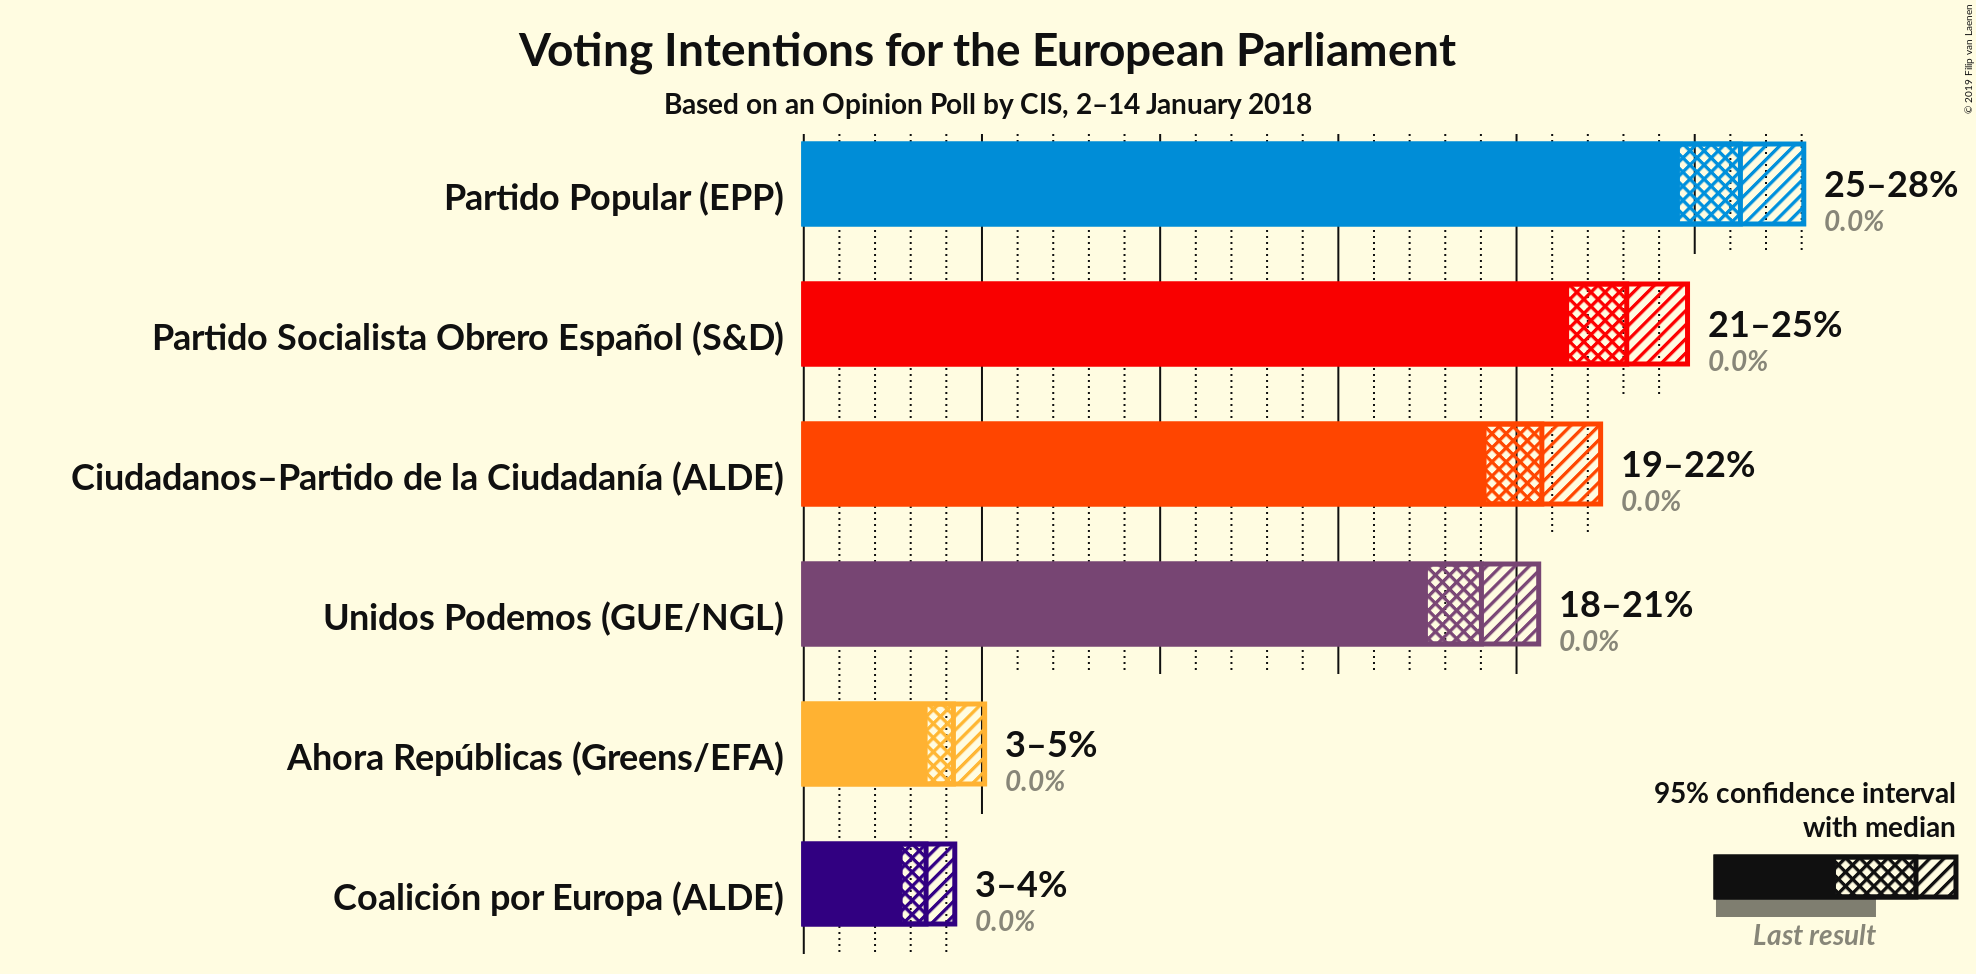 Voting Intentions for the European Parliament
Based on an Opinion Poll by CIS, 2–14 January 2018
© 2019 Filip van Laenen
Partido Popular (EPP)
25–28%
0.0%
Partido Socialista Obrero Español (S&D)
21–25%
0.0%
Ciudadanos–Partido de la Ciudadanía (ALDE)
19–22%
0.0%
Unidos Podemos (GUE/NGL)
18–21%
0.0%
Ahora Repúblicas (Greens/EFA)
3–5%
0.0%
Coalición por Europa (ALDE)
3–4%
0.0%
95% confidence interval
with median
Last result